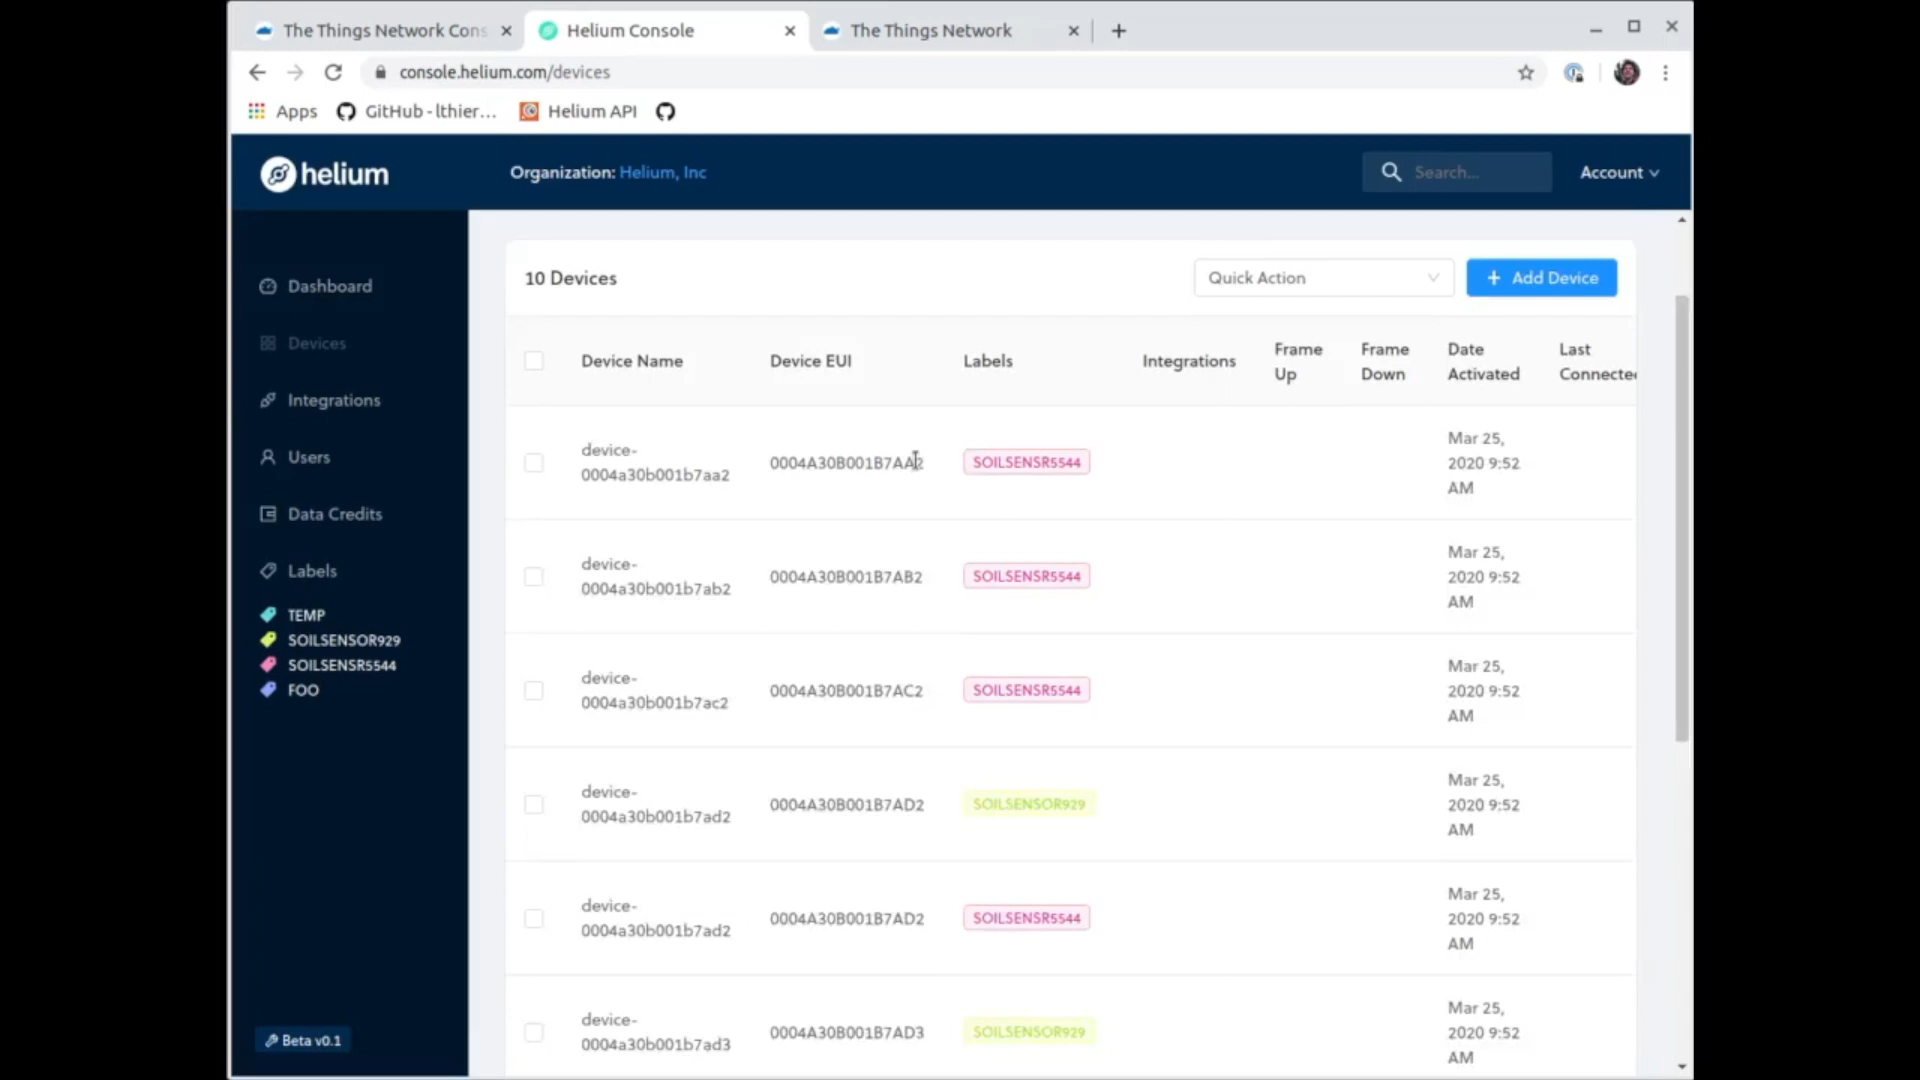 The Things Network Cons
Helium Console
The Things Network
console.helium.com/devices
Apps
GitHub - lthier...
Helium API
helium
Organization: Helium, Inc
Search...
Account
Dashboard
Devices
Integrations
Users
Data Credits
Labels
TEMP
SOILSENSOR929
SOILSENSR5544
FOO
Beta v0.1
10 Devices
Quick Action
+ Add Device
Device Name
Device EUI
Labels
Integrations
Frame
Up
Frame
Down
Date
Activated
Last
Connected
device-
0004a30b001b7aa2
0004A30B001B7AA2
SOILSENSR5544
Mar 25,
2020 9:52
AM
device-
0004a30b001b7ab2
0004A30B001B7AB2
SOILSENSR5544
Mar 25,
2020 9:52
AM
device-
0004a30b001b7ac2
0004A30B001B7AC2
SOILSENSR5544
Mar 25,
2020 9:52
AM
device-
0004a30b001b7ad2
0004A30B001B7AD2
SOILSENSOR929
Mar 25,
2020 9:52
AM
device-
0004a30b001b7ad2
0004A30B001B7AD2
SOILSENSR5544
Mar 25,
2020 9:52
AM
device-
0004a30b001b7ad3
0004A30B001B7AD3
SOILSENSOR929
Mar 25,
2020 9:52
AM